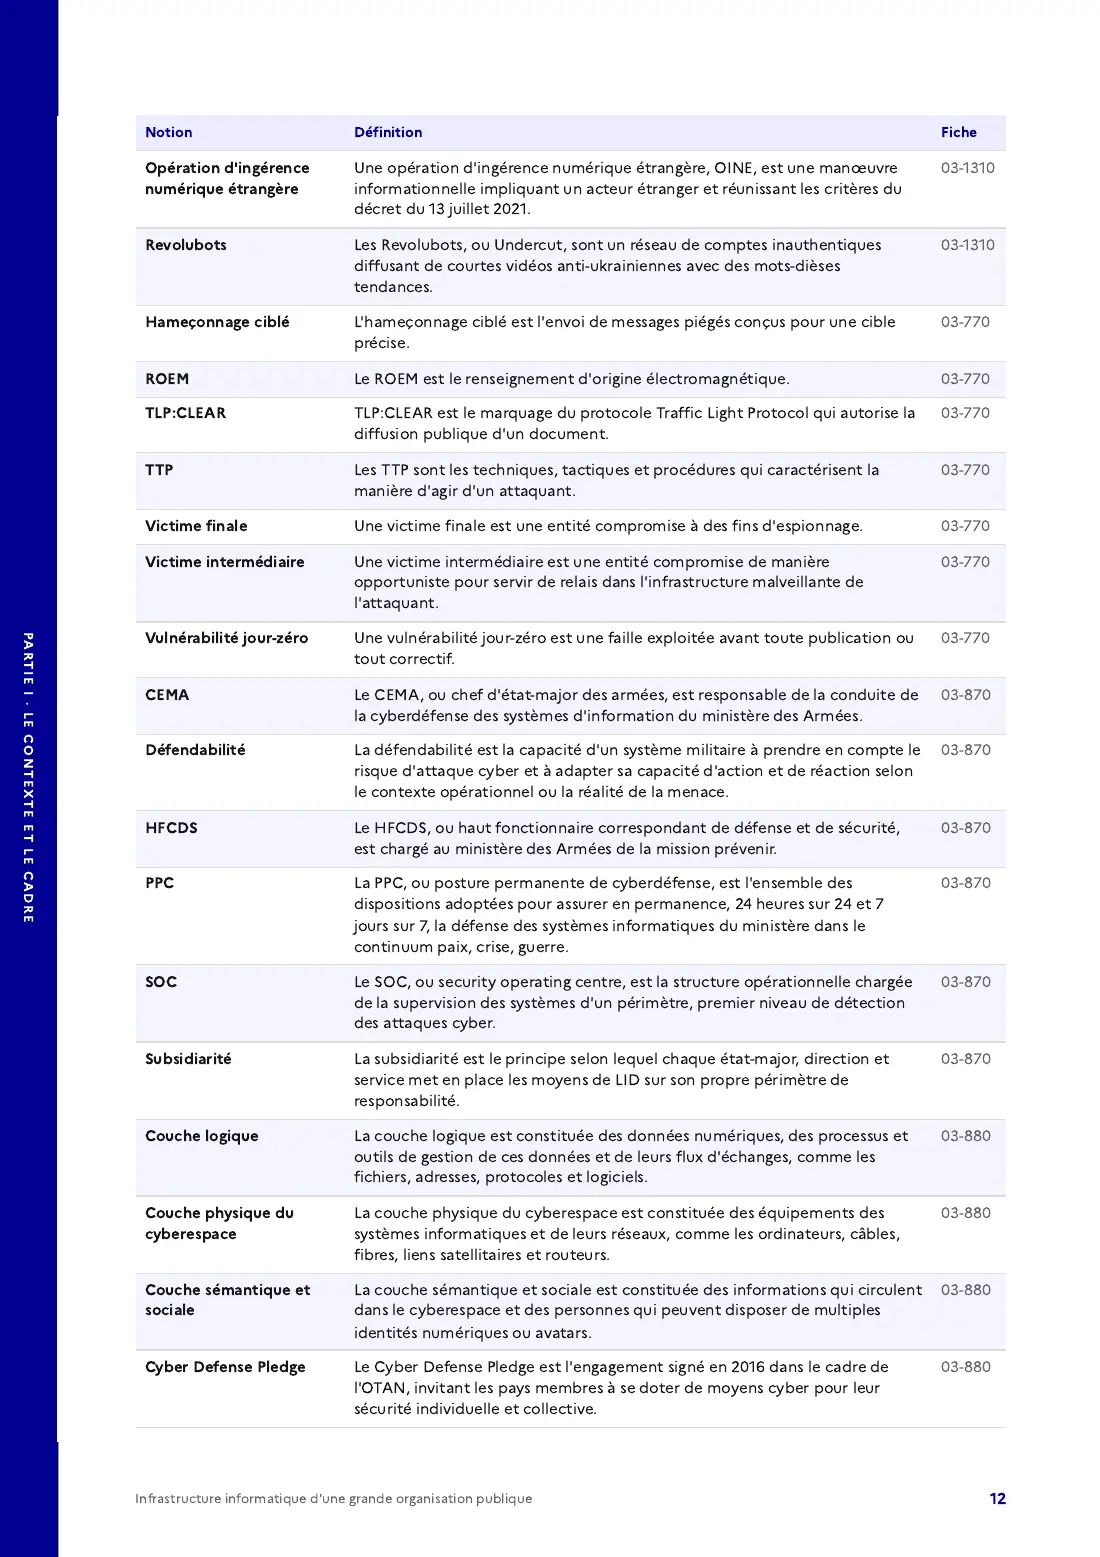 Notion Définition Fiche
Opération d'ingérence Une opération d'ingérence numérique étrangère, OINE, est une manœuvre 03-1310
numérique étrangère informationnelle impliquant un acteur étranger et réunissant les critères du
décret du 13 juillet 2021.
Revolubots Les Revolubots, ou Undercut, sont un réseau de comptes inauthentiques 03-1310
diffusant de courtes vidéos anti-ukrainiennes avec des mots-dièses
tendances.
Hameçonnage ciblé L'hameçonnage ciblé est l'envoi de messages piégés conçus pour une cible 03-770
précise.
ROEM Le ROEM est le renseignement d'origine électromagnétique. 03-770
TLP:CLEAR TLP:CLEAR est le marquage du protocole Traffic Light Protocol qui autorise la 03-770
diffusion publique d'un document.
TTP Les TTP sont les techniques, tactiques et procédures qui caractérisent la 03-770
manière d'agir d'un attaquant.
Victime finale Une victime finale est une entité compromise à des fins d'espionnage. 03-770
Victime intermédiaire Une victime intermédiaire est une entité compromise de manière 03-770
opportuniste pour servir de relais dans l'infrastructure malveillante de
l'attaquant.
Vulnérabilité jour-zéro Une vulnérabilité jour-zéro est une faille exploitée avant toute publication ou 03-770
tout correctif.
CEMA Le CEMA, ou chef d'état-major des armées, est responsable de la conduite de 03-870
la cyberdéfense des systèmes d'information du ministère des Armées.
Défendabilité La défendabilité est la capacité d'un système militaire à prendre en compte le 03-870
risque d'attaque cyber et à adapter sa capacité d'action et de réaction selon
le contexte opérationnel ou la réalité de la menace.
HFCDS Le HFCDS, ou haut fonctionnaire correspondant de défense et de sécurité, 03-870
est chargé au ministère des Armées de la mission prévenir.
PPC La PPC, ou posture permanente de cyberdéfense, est l'ensemble des 03-870
dispositions adoptées pour assurer en permanence, 24 heures sur 24 et 7
jours sur 7, la défense des systèmes informatiques du ministère dans le
continuum paix, crise, guerre.
SOC Le SOC, ou security operating centre, est la structure opérationnelle chargée 03-870
de la supervision des systèmes d'un périmètre, premier niveau de détection
des attaques cyber.
Subsidiarité La subsidiarité est le principe selon lequel chaque état-major, direction et 03-870
service met en place les moyens de LID sur son propre périmètre de
responsabilité.
Couche logique La couche logique est constituée des données numériques, des processus et 03-880
outils de gestion de ces données et de leurs flux d'échanges, comme les
fichiers, adresses, protocoles et logiciels.
Couche physique du La couche physique du cyberespace est constituée des équipements des 03-880
cyberespace systèmes informatiques et de leurs réseaux, comme les ordinateurs, câbles,
fibres, liens satellitaires et routeurs.
Couche sémantique et La couche sémantique et sociale est constituée des informations qui circulent 03-880
sociale dans le cyberespace et des personnes qui peuvent disposer de multiples
identités numériques ou avatars.
Cyber Defense Pledge Le Cyber Defense Pledge est l'engagement signé en 2016 dans le cadre de 03-880
l'OTAN, invitant les pays membres à se doter de moyens cyber pour leur
sécurité individuelle et collective.
PARTIE I · LE CONTEXTE ET LE CADRE
Infrastructure informatique d'une grande organisation publique 12